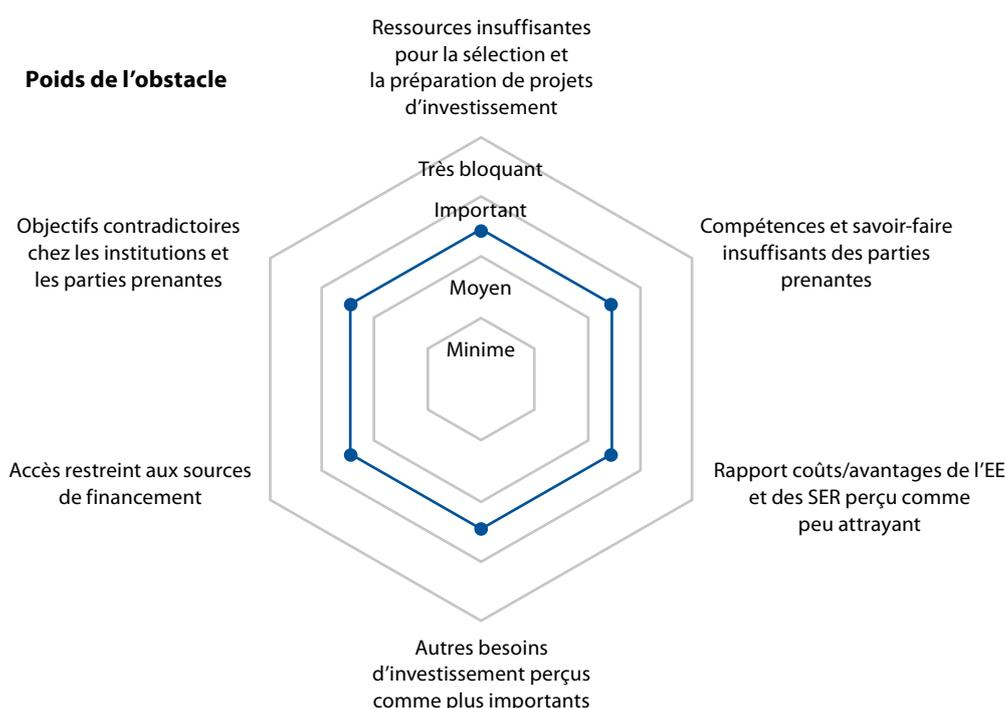 Ressources insuffisantes
pour la sélection et
la préparation de projets
d'investissement
Poids de l'obstacle
Très bloquant
Important
Moyen
Minime
Objectifs contradictoires
chez les institutions et
les parties prenantes
Compétences et savoir-faire
insuffisants des parties
prenantes
Accès restreint aux sources
de financement
Rapport coûts/avantages de l'EE
et des SER perçu comme
peu attrayant
Autres besoins
d'investissement perçus
comme plus importants